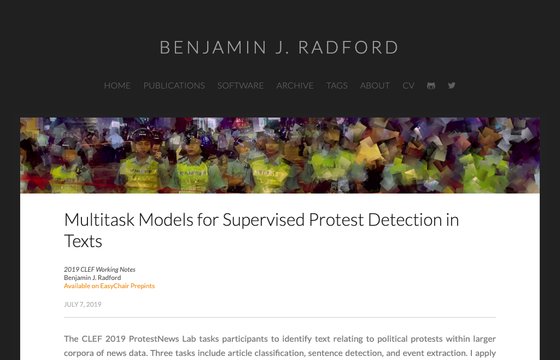 BENJAMIN J. RADFORD
HOME PUBLICATIONS SOFTWARE ARCHIVE TAGS ABOUT CV
Multitask Models for Supervised Protest Detection in
Texts
2019 CLEF Working Notes
Benjamin J. Radford
Available on EasyChair Prepints
JULY 7, 2019
The CLEF 2019 ProtestNews Lab tasks participants to identify text relating to political protests within larger
corpora of news data. Three tasks include article classification, sentence detection, and event extraction. I apply